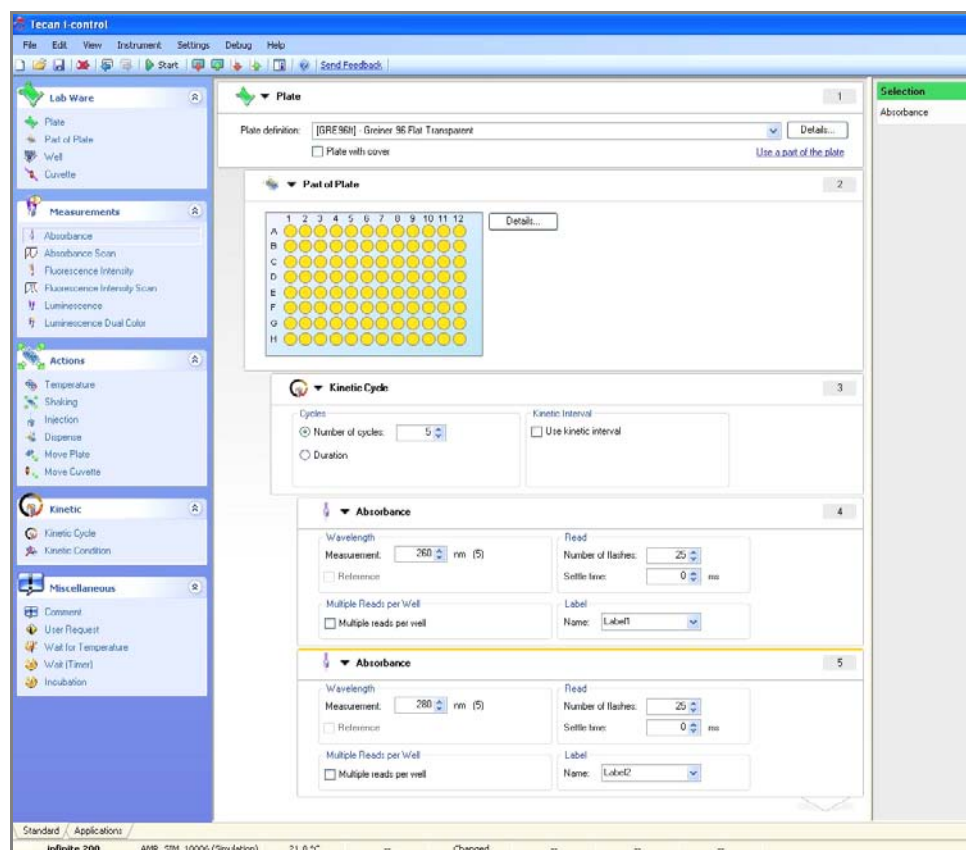 Tecan i-control
File Edit View Instrument Settings Debug Help
Start Send Feedback
Lab Ware
Plate
Part of Plate
Well
Cuvette
Measurements
Absorbance
Absorbance Scan
Fluorescence Intensity
Fluorescence Intensity Scan
Luminescence
Luminescence Dual Color
Actions
Temperature
Shaking
Injection
Dispense
Move Plate
Move Cuvette
Kinetic
Kinetic Cycle
Kinetic Condition
Miscellaneous
Comment
User Request
Wait for Temperature
Wait (Timer)
Incubation
Plate 1
Plate definition: [GRE96ft] - Greiner 96 Flat Transparent Details...
Plate with cover Use a part of the plate
Part of Plate 2
1 2 3 4 5 6 7 8 9 10 11 12
Details...
A
B
C
D
E
F
G
H
Kinetic Cycle 3
Cycles Kinetic Interval
Number of cycles: 5 Use kinetic interval
Duration
Absorbance 4
Wavelength Read
Measurement: 260 nm (5) Number of flashes: 25
Reference Settle time: 0 ms
Multiple Reads per Well Label
Multiple reads per well Name: Label1
Absorbance 5
Wavelength Read
Measurement: 280 nm (5) Number of flashes: 25
Reference Settle time: 0 ms
Multiple Reads per Well Label
Multiple reads per well Name: Label2
Selection
Absorbance
Standard Applications
infinite 200 AMR_SIM_10006 (Simulation) 21.0 °C -- Changed -- -- --